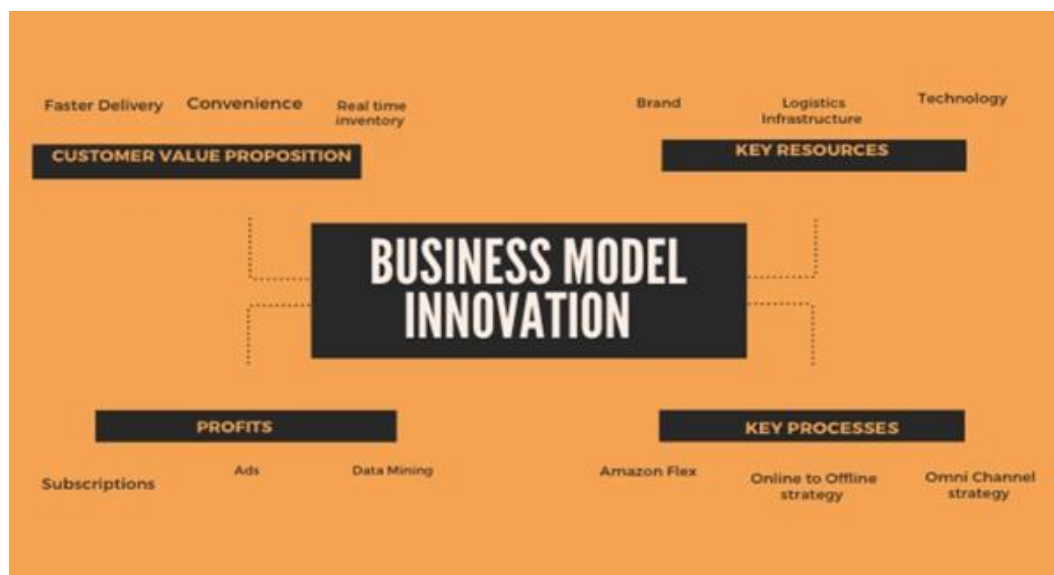 Faster Delivery
Convenience
Real time
inventory
CUSTOMER VALUE PROPOSITION
Brand
Logistics
Infrastructure
Technology
KEY RESOURCES
BUSINESS MODEL
INNOVATION
PROFITS
Subscriptions
Ads
Data Mining
KEY PROCESSES
Amazon Flex
Online to Offline
strategy
Omni Channel
strategy